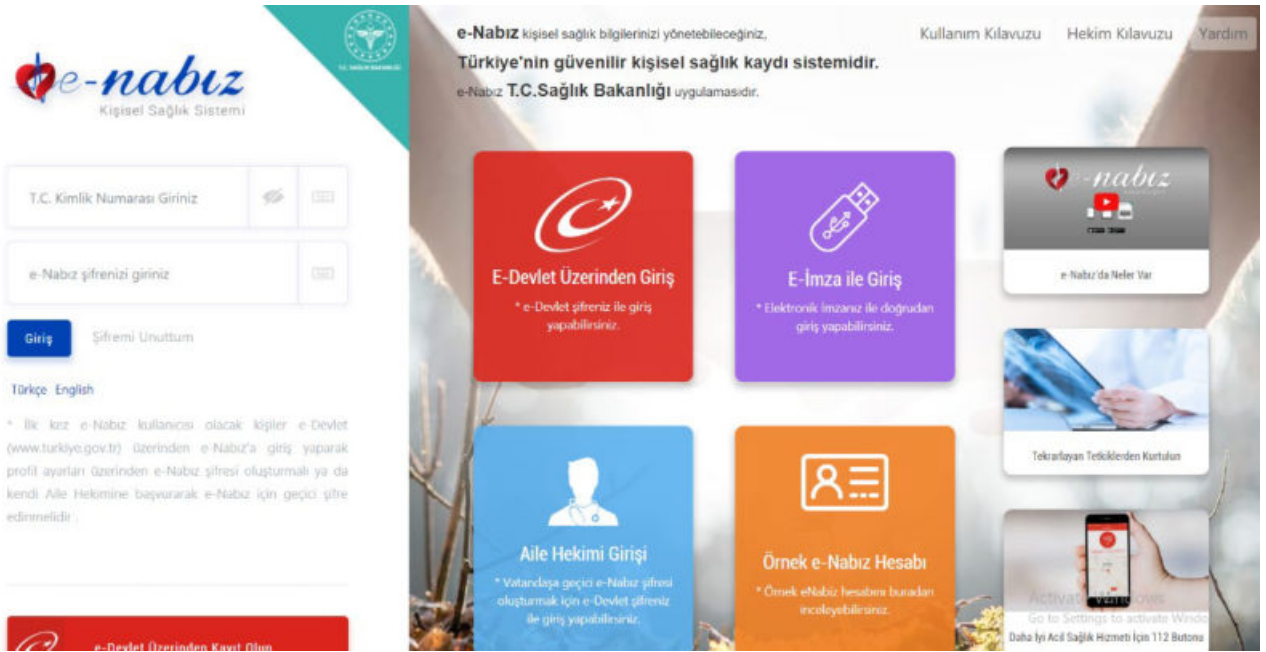 e-nabız
Kişisel Sağlık Sistemi
T.C. SAĞLIK BAKANLIĞI
T.C. Kimlik Numarası Giriniz
e-Nabız şifrenizi giriniz
Giriş
Şifremi Unuttum
Türkçe English
* İlk kez e-Nabız kullanıcısı olacak kişiler e-Devlet
(www.turkiye.gov.tr) üzerinden e-Nabız'a giriş yaparak
profil ayarları üzerinden e-Nabız şifresi oluşturmalı ya da
kendi Aile Hekimine başvurarak e-Nabız için geçici şifre
edinmelidir .
e-Devlet Üzerinden Kayıt Olun
e-Nabız kişisel sağlık bilgilerinizi yönetebileceğiniz,
Türkiye'nin güvenilir kişisel sağlık kaydı sistemidir.
e-Nabız T.C.Sağlık Bakanlığı uygulamasıdır.
Kullanım Kılavuzu Hekim Kılavuzu Yardım
E-Devlet Üzerinden Giriş
* e-Devlet şifreniz ile giriş
yapabilirsiniz.
E-İmza ile Giriş
* Elektronik İmzanız ile doğrudan
giriş yapabilirsiniz.
Aile Hekimi Girişi
* Vatandaşa geçici e-Nabız şifresi
oluşturmak için e-Devlet şifreniz
ile giriş yapabilirsiniz.
Örnek e-Nabız Hesabı
* Örnek eNabız hesabını buradan
inceleyebilirsiniz.
e-nabız
e-Nabız'da Neler Var
Tekrarlayan Tetkiklerden Kurtulun
Activate Windows
Go to Settings to activate Windo
Daha İyi Acil Sağlık Hizmeti İçin 112 Butonu